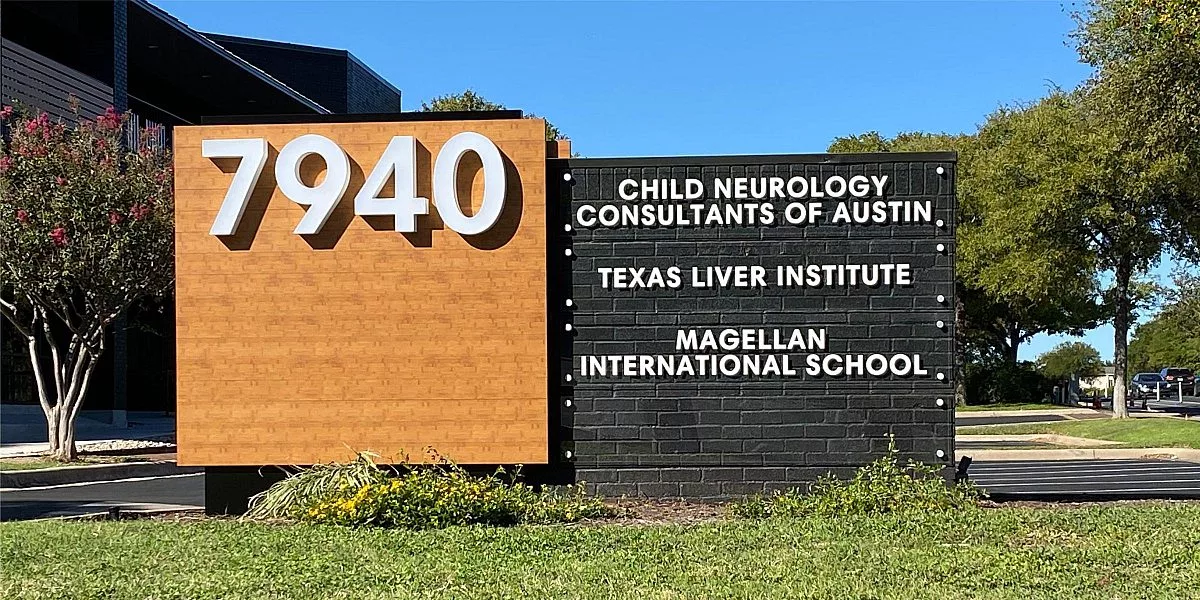 7940
CHILD NEUROLOGY
CONSULTANTS OF AUSTIN
TEXAS LIVER INSTITUTE
MAGELLAN
INTERNATIONAL SCHOOL